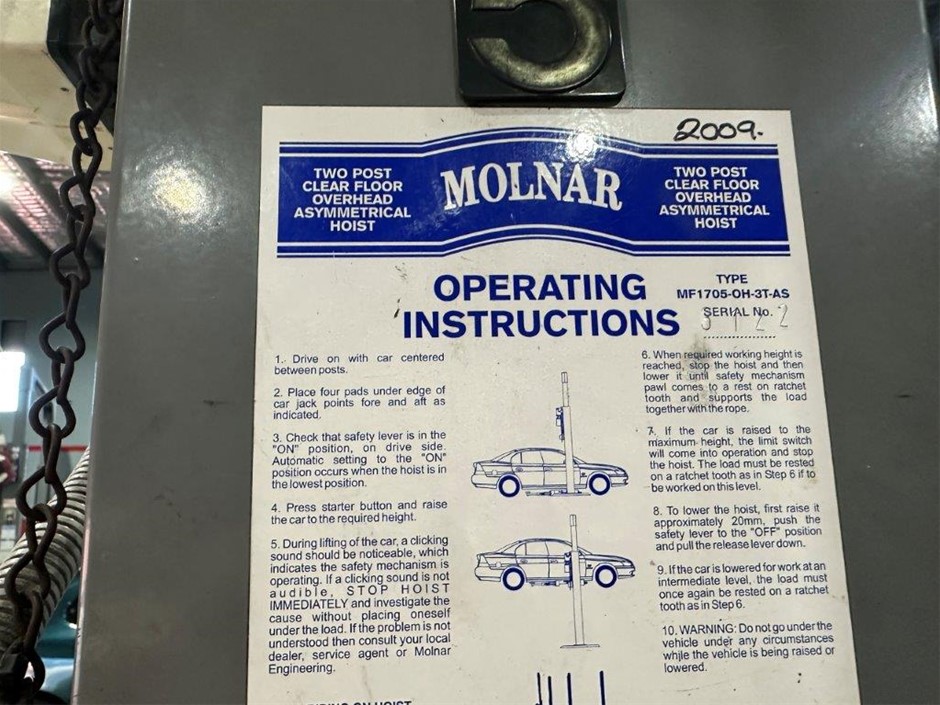 5
2009.
TWO POST
CLEAR FLOOR
OVERHEAD
ASYMMETRICAL
HOIST
MOLNAR
TWO POST
CLEAR FLOOR
OVERHEAD
ASYMMETRICAL
HOIST
OPERATING
INSTRUCTIONS
TYPE
MF1705-OH-3T-AS
SERIAL No.
1. Drive on with car centered
between posts.
2. Place four pads under edge of
car jack points fore and aft as
indicated.
3. Check that safety lever is in the
"ON" position, on drive side.
Automatic setting to the "ON"
position occurs when the hoist is in
the lowest position.
4. Press starter button and raise
the car to the required height.
5. During lifting of the car, a clicking
sound should be noticeable, which
indicates the safety mechanism is
operating. If a clicking sound is not
audible, STOP HOIST
IMMEDIATELY and investigate the
cause without placing oneself
under the load. If the problem is not
understood then consult your local
dealer, service agent or Molnar
Engineering.
6. When required working height is
reached, stop the hoist and then
lower it until safety mechanism
pawl comes to a rest on ratchet
tooth and supports the load
together with the rope.
7. If the car is raised to the
maximum height, the limit switch
will come into operation and stop
the hoist. The load must be rested
on a ratchet tooth as in Step 6 if to
be worked on this level.
8. To lower the hoist, first raise it
approximately 20mm, push the
safety lever to the "OFF" position
and pull the release lever down.
9. If the car is lowered for work at an
intermediate level, the load must
once again be rested on a ratchet
tooth as in Step 6.
10. WARNING: Do not go under the
vehicle under any circumstances
while the vehicle is being raised or
lowered.
ON HOIST